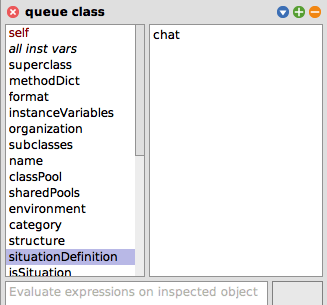 queue class
self
all inst vars
superclass
methodDict
format
instanceVariables
organization
subclasses
name
classPool
sharedPools
environment
category
structure
situationDefinition
isSituation
chat
Evaluate expressions on inspected object